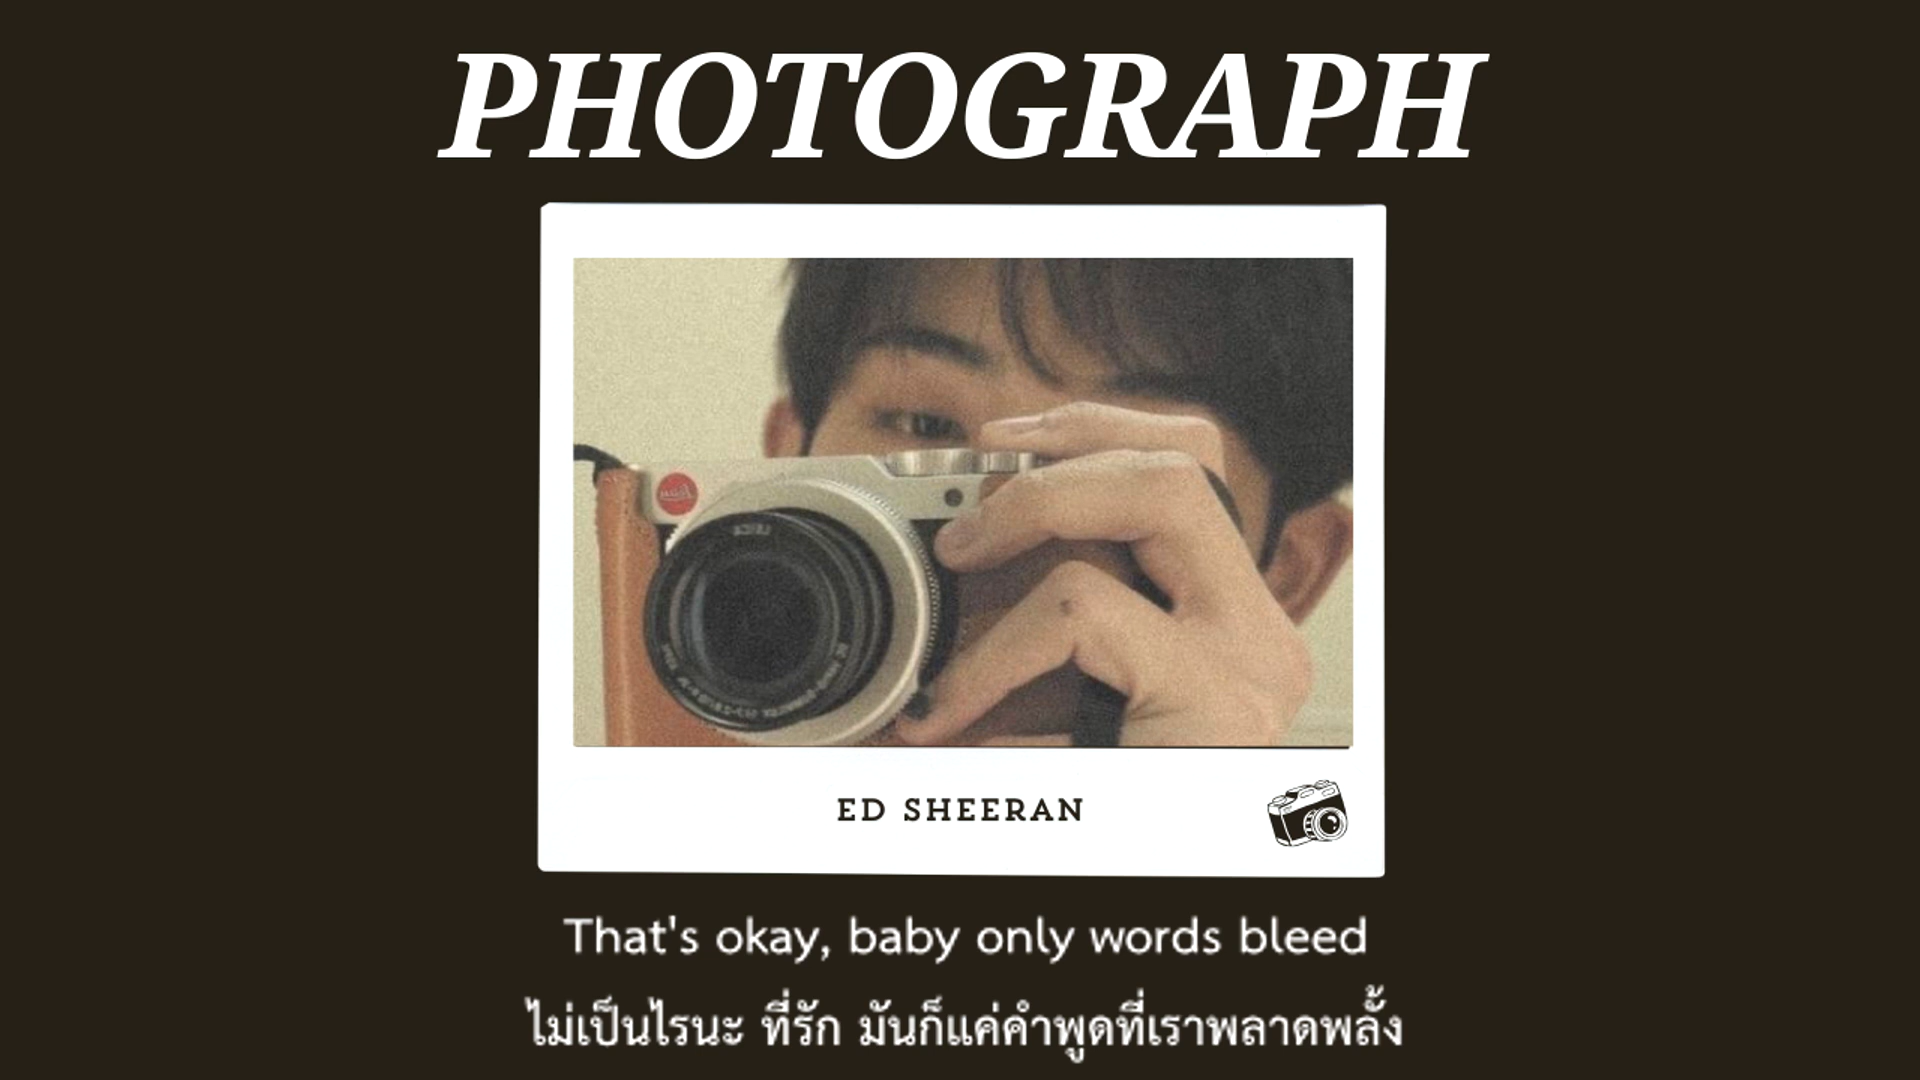 PHOTOGRAPH
LEICA
ED SHEERAN
That's okay, baby only words bleed
ไม่เป็นไรนะ ที่รัก มันก็แค่คำพูดที่เราพลาดพลั้ง